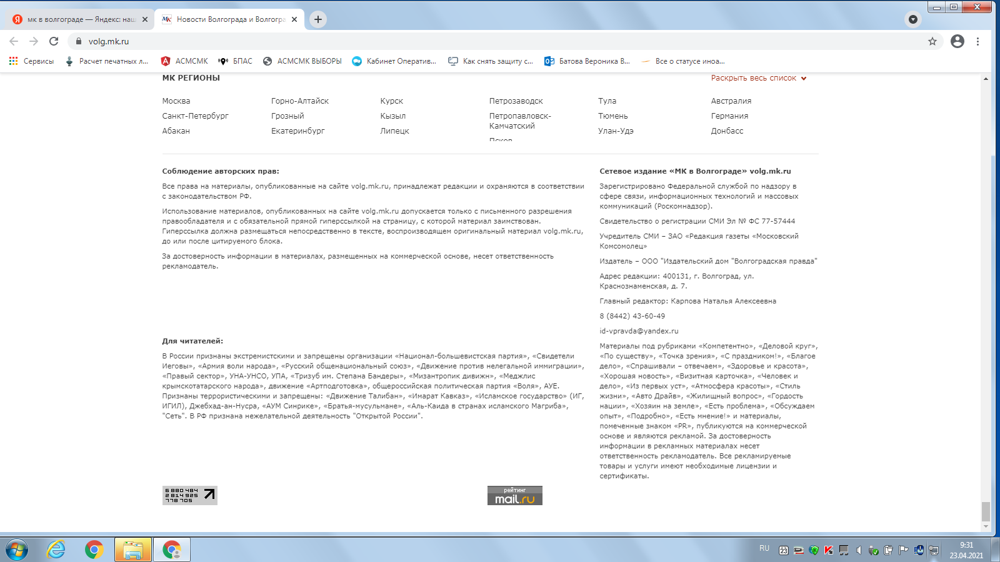 мк в волгограде — Яндекс: наш
Новости Волгограда и Волгогра
volg.mk.ru
Сервисы
Расчет печатных л...
АСМСМК
БПАС
АСМСМК ВЫБОРЫ
Кабинет Оператив...
Как снять защиту с...
Батова Вероника В...
Все о статусе иноа...
МК РЕГИОНЫ
Раскрыть весь список
Москва
Горно-Алтайск
Курск
Петрозаводск
Тула
Австралия
Санкт-Петербург
Грозный
Кызыл
Петропавловск-
Камчатский
Тюмень
Германия
Абакан
Екатеринбург
Липецк
Псков
Улан-Удэ
Донбасс
Соблюдение авторских прав:
Все права на материалы, опубликованные на сайте volg.mk.ru, принадлежат редакции и охраняются в соответствии
с законодательством РФ.
Использование материалов, опубликованных на сайте volg.mk.ru допускается только с письменного разрешения
правообладателя и с обязательной прямой гиперссылкой на страницу, с которой материал заимствован.
Гиперссылка должна размещаться непосредственно в тексте, воспроизводящем оригинальный материал volg.mk.ru,
до или после цитируемого блока.
За достоверность информации в материалах, размещенных на коммерческой основе, несет ответственность
рекламодатель.
Для читателей:
В России признаны экстремистскими и запрещены организации «Национал-большевистская партия», «Свидетели
Иеговы», «Армия воли народа», «Русский общенациональный союз», «Движение против нелегальной иммиграции»,
«Правый сектор», УНА-УНСО, УПА, «Тризуб им. Степана Бандеры», «Мизантропик дивижн», «Меджлис
крымскотатарского народа», движение «Артподготовка», общероссийская политическая партия «Воля», АУЕ.
Признаны террористическими и запрещены: «Движение Талибан», «Имарат Кавказ», «Исламское государство» (ИГ,
ИГИЛ), Джебхад-ан-Нусра, «АУМ Синрике», «Братья-мусульмане», «Аль-Каида в странах исламского Магриба»,
"Сеть". В РФ признана нежелательной деятельность "Открытой России".
Сетевое издание «МК в Волгограде» volg.mk.ru
Зарегистрировано Федеральной службой по надзору в
сфере связи, информационных технологий и массовых
коммуникаций (Роскомнадзор).
Свидетельство о регистрации СМИ Эл № ФС 77-57444
Учредитель СМИ – ЗАО «Редакция газеты «Московский
Комсомолец»
Издатель – ООО "Издательский дом "Волгоградская правда"
Адрес редакции: 400131, г. Волгоград, ул.
Краснознаменская, д. 7.
Главный редактор: Карпова Наталья Алексеевна
8 (8442) 43-60-49
id-vpravda@yandex.ru
Материалы под рубриками «Компетентно», «Деловой круг»,
«По существу», «Точка зрения», «С праздником!», «Благое
дело», «Спрашивали – отвечаем», «Здоровье и красота»,
«Хорошая новость», «Визитная карточка», «Человек и
дело», «Из первых уст», «Атмосфера красоты», «Стиль
жизни», «Авто Драйв», «Жилищный вопрос», «Гордость
нации», «Хозяин на земле», «Есть проблема», «Обсуждаем
опыт», «Подробно», «Есть мнение!» и материалы,
помеченные знаком «PR», публикуются на коммерческой
основе и являются рекламой. За достоверность
информации в рекламных материалах несет
ответственность рекламодатель. Все рекламируемые
товары и услуги имеют необходимые лицензии и
сертификаты.
6 880 484
2 814 925
778 705
рейтинг
mail.ru
RU
23
9:31
23.04.2021